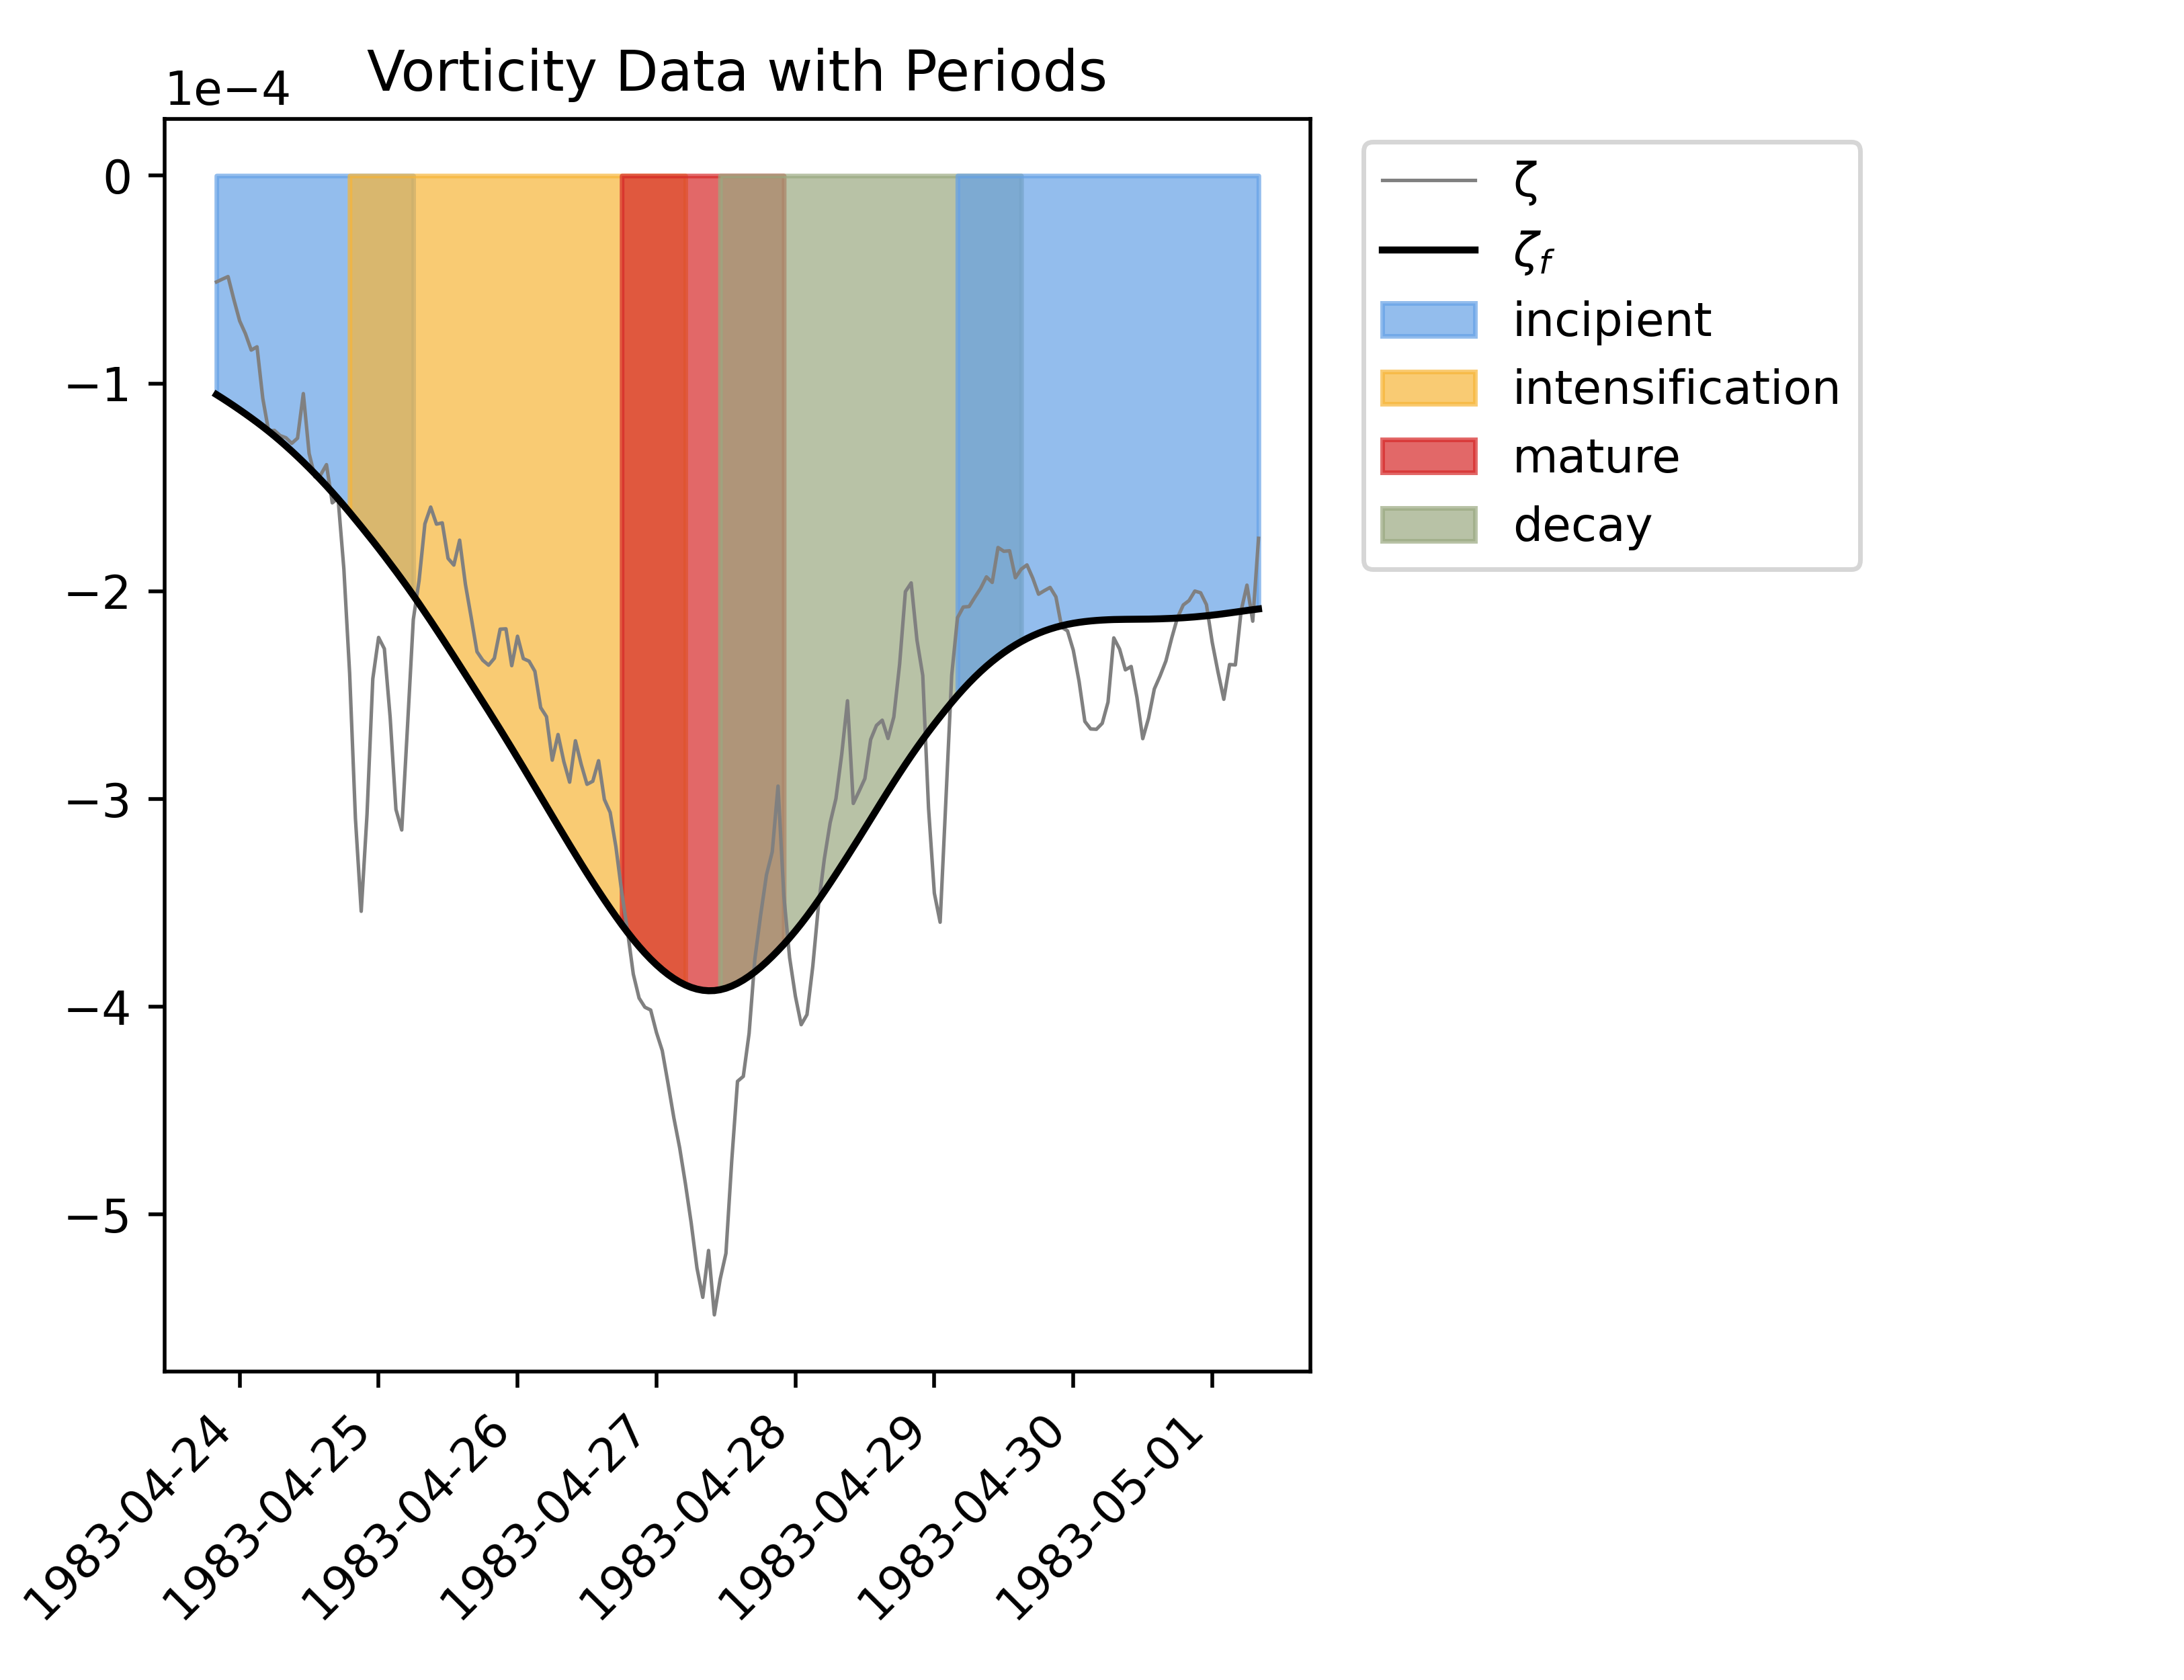 Vorticity Data with Periods
1e−4
0
−1
−2
−3
−4
−5
1983-04-24
1983-04-25
1983-04-26
1983-04-27
1983-04-28
1983-04-29
1983-04-30
1983-05-01
ζ
ζf
incipient
intensification
mature
decay